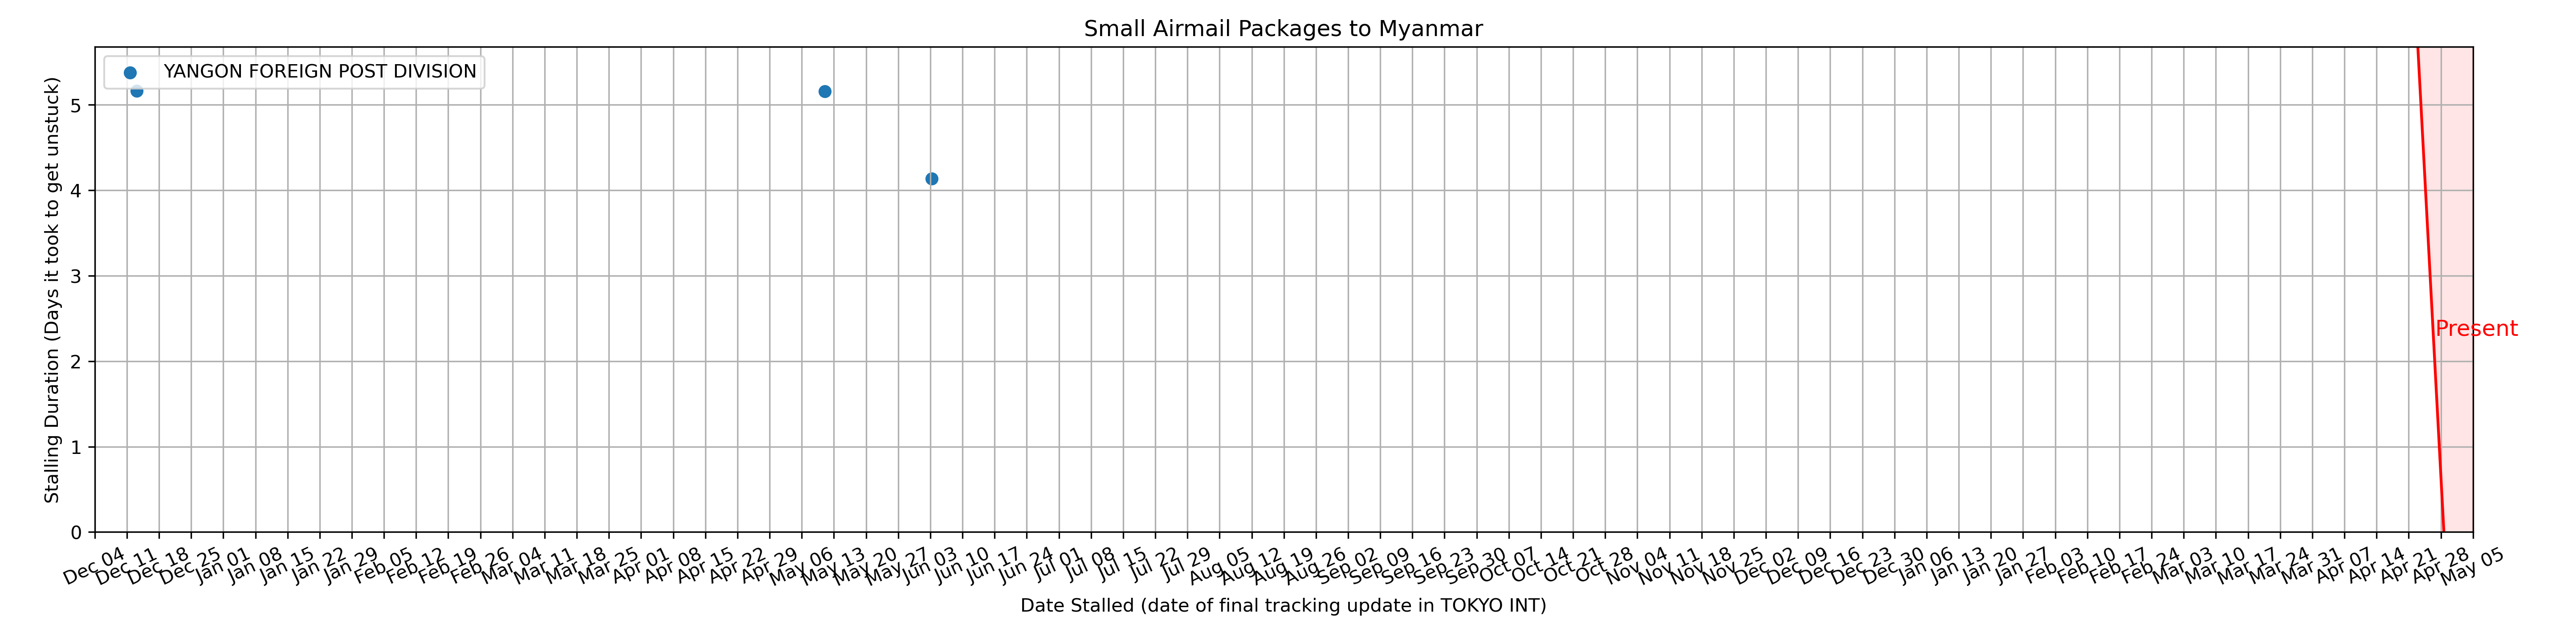 Small Airmail Packages to Myanmar
YANGON FOREIGN POST DIVISION
Stalling Duration (Days it took to get unstuck)
5
4
3
2
1
0
Present
Dec 04
Dec 11
Dec 18
Dec 25
Jan 01
Jan 08
Jan 15
Jan 22
Jan 29
Feb 05
Feb 12
Feb 19
Feb 26
Mar 04
Mar 11
Mar 18
Mar 25
Apr 01
Apr 08
Apr 15
Apr 22
Apr 29
May 06
May 13
May 20
May 27
Jun 03
Jun 10
Jun 17
Jun 24
Jul 01
Jul 08
Jul 15
Jul 22
Jul 29
Aug 05
Aug 12
Aug 19
Aug 26
Sep 02
Sep 09
Sep 16
Sep 23
Sep 30
Oct 07
Oct 14
Oct 21
Oct 28
Nov 04
Nov 11
Nov 18
Nov 25
Dec 02
Dec 09
Dec 16
Dec 23
Dec 30
Jan 06
Jan 13
Jan 20
Jan 27
Feb 03
Feb 10
Feb 17
Feb 24
Mar 03
Mar 10
Mar 17
Mar 24
Mar 31
Apr 07
Apr 14
Apr 21
Apr 28
May 05
Date Stalled (date of final tracking update in TOKYO INT)